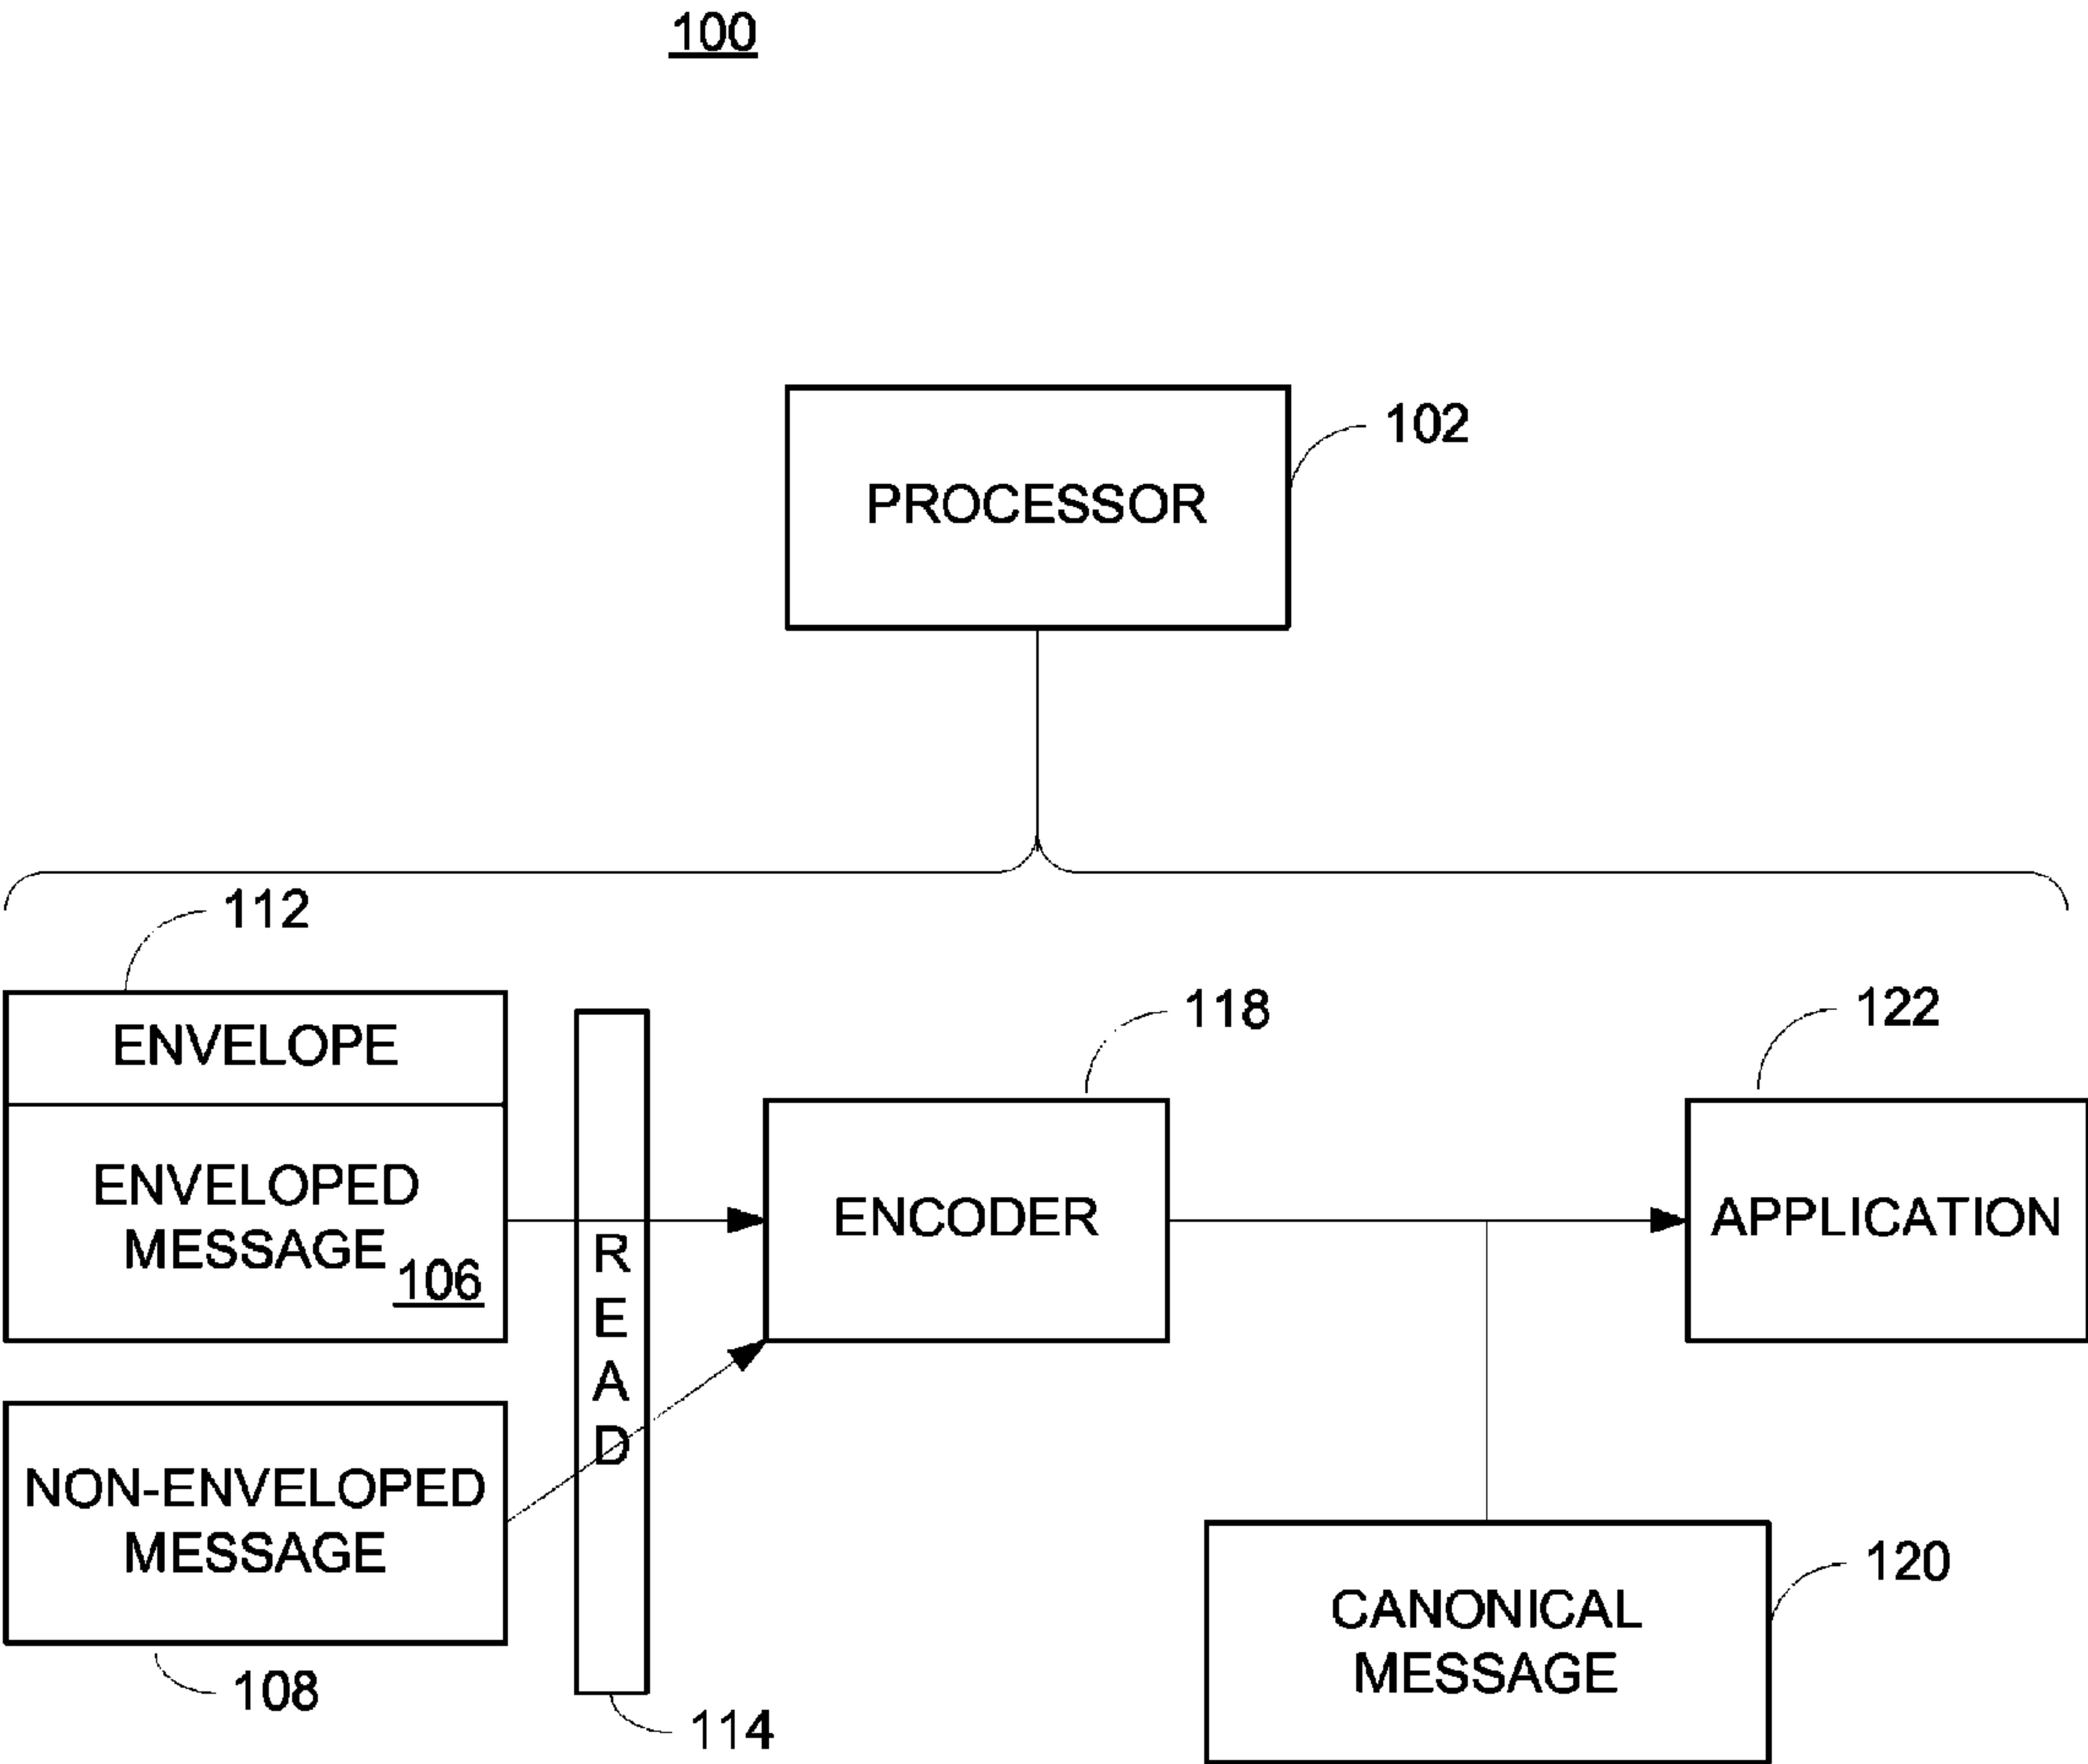 100
PROCESSOR
102
112
ENVELOPE
ENVELOPED
MESSAGE
106
NON-ENVELOPED
MESSAGE
108
READ
114
118
ENCODER
122
APPLICATION
CANONICAL
MESSAGE
120